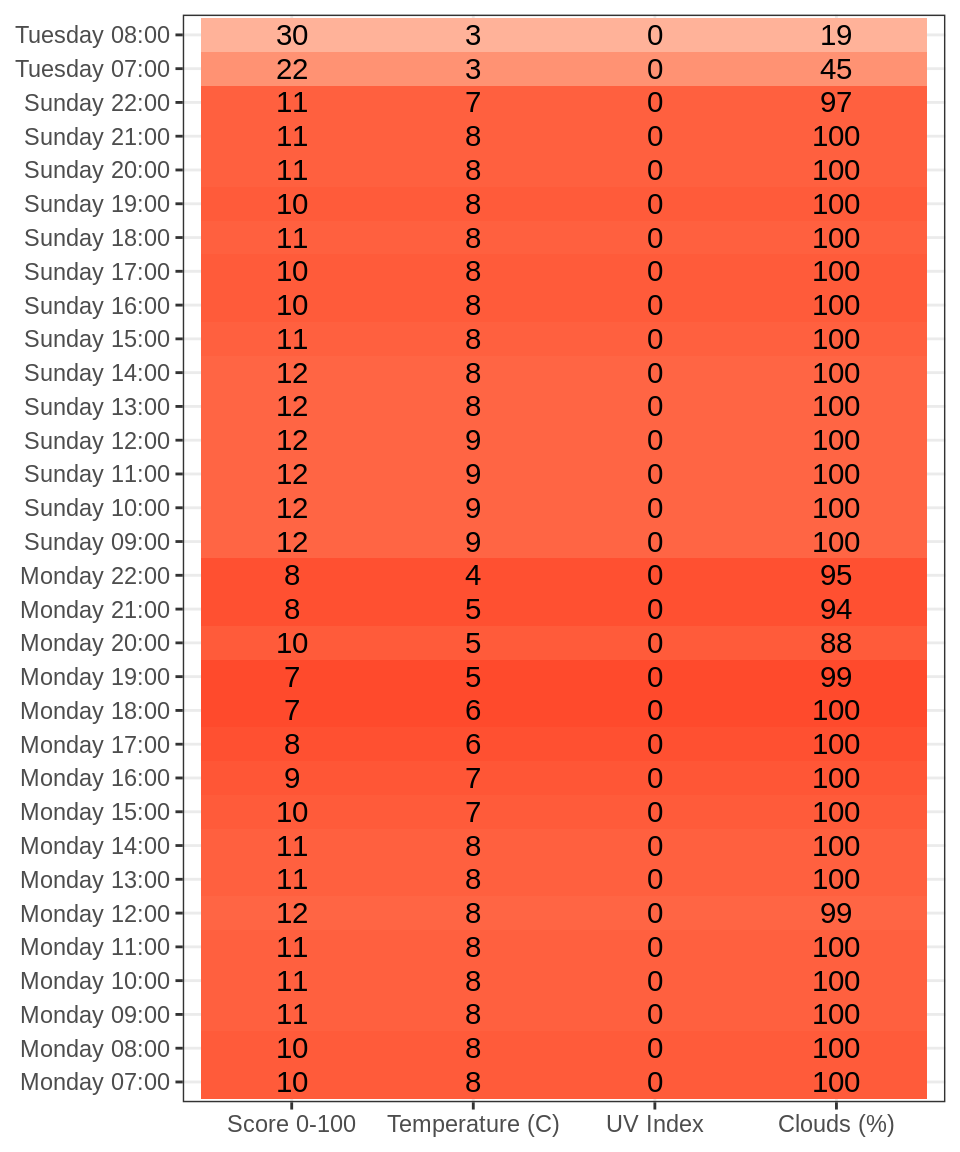 Tuesday 08:00 30 3 0 19
Tuesday 07:00 22 3 0 45
Sunday 22:00 11 7 0 97
Sunday 21:00 11 8 0 100
Sunday 20:00 11 8 0 100
Sunday 19:00 10 8 0 100
Sunday 18:00 11 8 0 100
Sunday 17:00 10 8 0 100
Sunday 16:00 10 8 0 100
Sunday 15:00 11 8 0 100
Sunday 14:00 12 8 0 100
Sunday 13:00 12 8 0 100
Sunday 12:00 12 9 0 100
Sunday 11:00 12 9 0 100
Sunday 10:00 12 9 0 100
Sunday 09:00 12 9 0 100
Monday 22:00 8 4 0 95
Monday 21:00 8 5 0 94
Monday 20:00 10 5 0 88
Monday 19:00 7 5 0 99
Monday 18:00 7 6 0 100
Monday 17:00 8 6 0 100
Monday 16:00 9 7 0 100
Monday 15:00 10 7 0 100
Monday 14:00 11 8 0 100
Monday 13:00 11 8 0 100
Monday 12:00 12 8 0 99
Monday 11:00 11 8 0 100
Monday 10:00 11 8 0 100
Monday 09:00 11 8 0 100
Monday 08:00 10 8 0 100
Monday 07:00 10 8 0 100
Score 0-100 Temperature (C) UV Index Clouds (%)